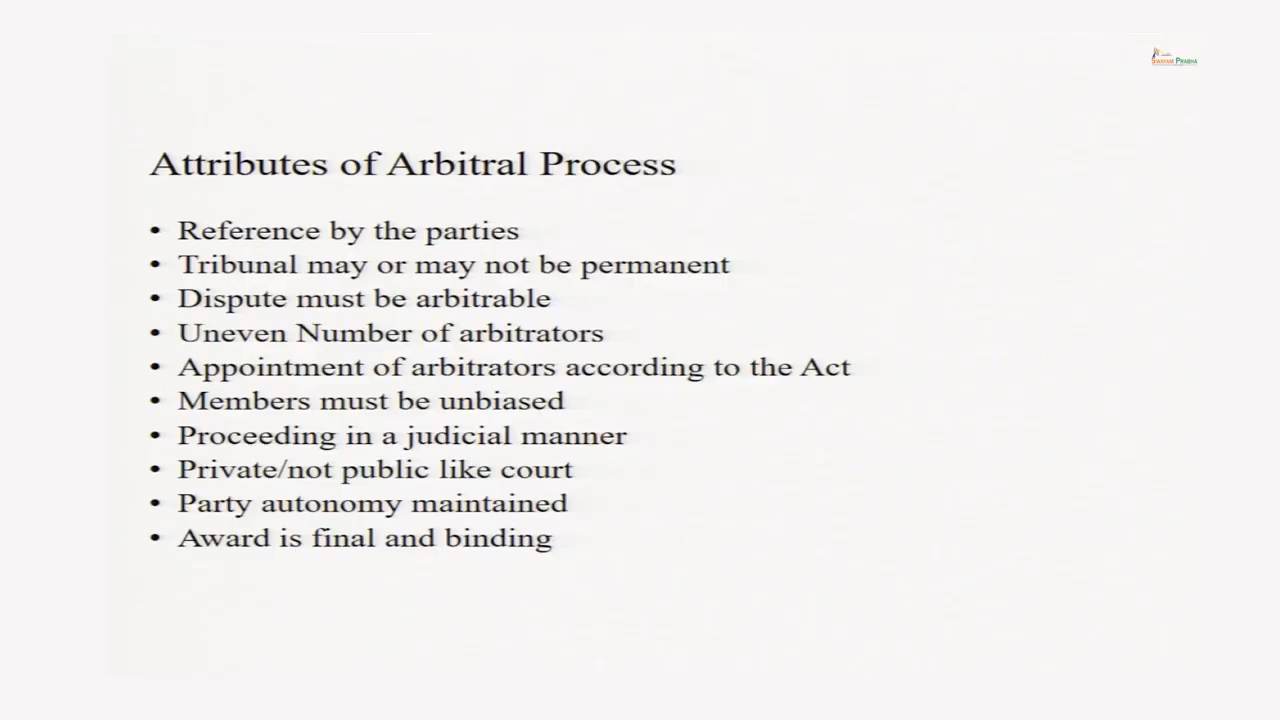 SWAYAM PRABHA
Attributes of Arbitral Process
• Reference by the parties
• Tribunal may or may not be permanent
• Dispute must be arbitrable
• Uneven Number of arbitrators
• Appointment of arbitrators according to the Act
• Members must be unbiased
• Proceeding in a judicial manner
• Private/not public like court
• Party autonomy maintained
• Award is final and binding